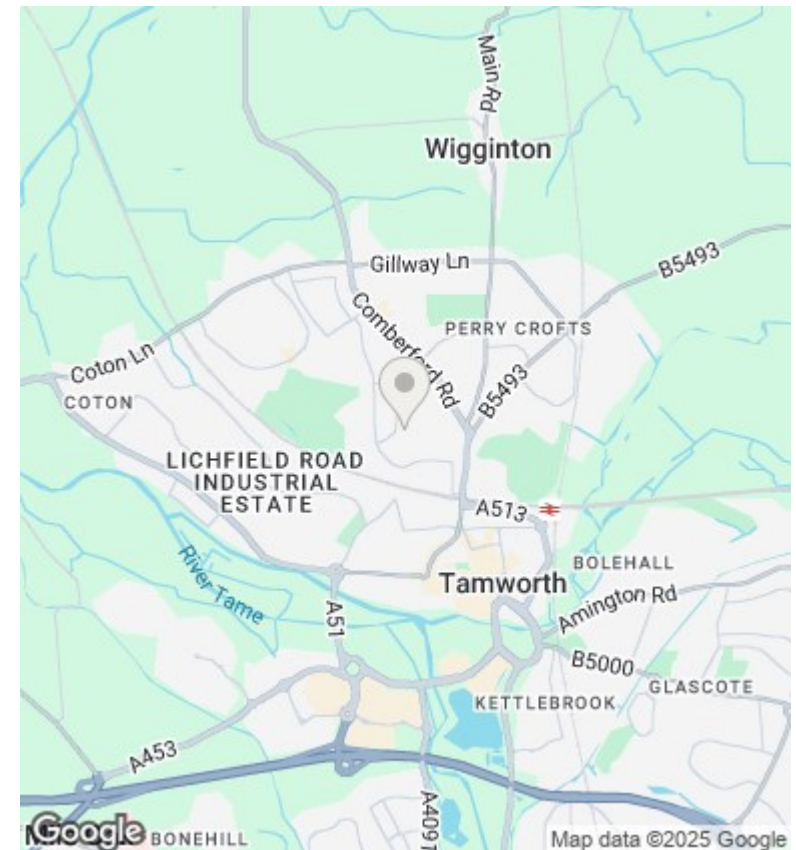 Main Rd
Wigginton
B5493
Gillway Ln
Comberford Rd
PERRY CROFTS
Coton Ln
B5493
COTON
LICHFIELD ROAD
INDUSTRIAL
ESTATE
A513
River Tame
BOLEHALL
Tamworth
Amington Rd
A51
B5000
GLASCOTE
KETTLEBROOK
A453
A4091
Google
BONEHILL
Map data ©2025 Google